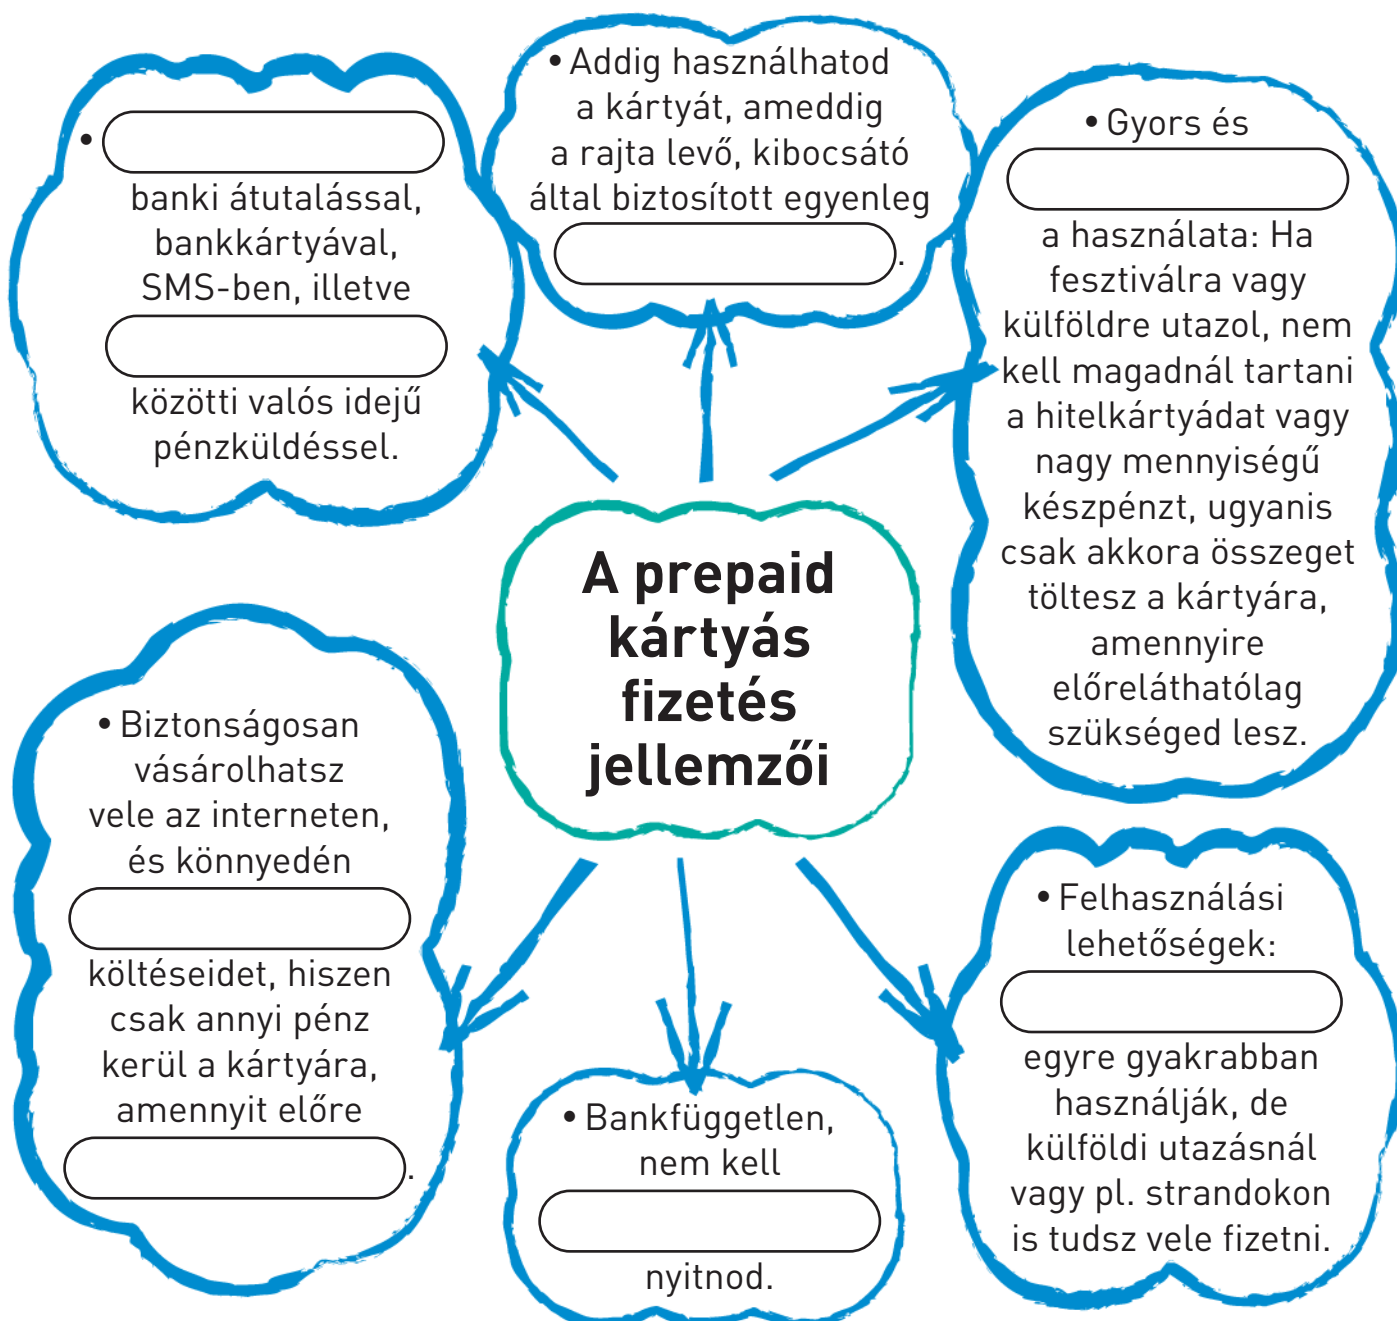 •
banki átutalással,
bankkártyával,
SMS-ben, illetve
közötti valós idejű
pénzküldéssel.
• Addig használhatod
a kártyát, ameddig
a rajta levő, kibocsátó
által biztosított egyenleg
.
• Gyors és
a használata: Ha
fesztiválra vagy
külföldre utazol, nem
kell magadnál tartani
a hitelkártyádat vagy
nagy mennyiségű
készpénzt, ugyanis
csak akkora összeget
töltesz a kártyára,
amennyire
előreláthatólag
szükséged lesz.
A prepaid
kártyás
fizetés
jellemzői
• Biztonságosan
vásárolhatsz
vele az interneten,
és könnyedén
költéseidet, hiszen
csak annyi pénz
kerül a kártyára,
amennyit előre
.
• Bankfüggetlen,
nem kell
nyitnod.
• Felhasználási
lehetőségek:
egyre gyakrabban
használják, de
külföldi utazásnál
vagy pl. strandokon
is tudsz vele fizetni.